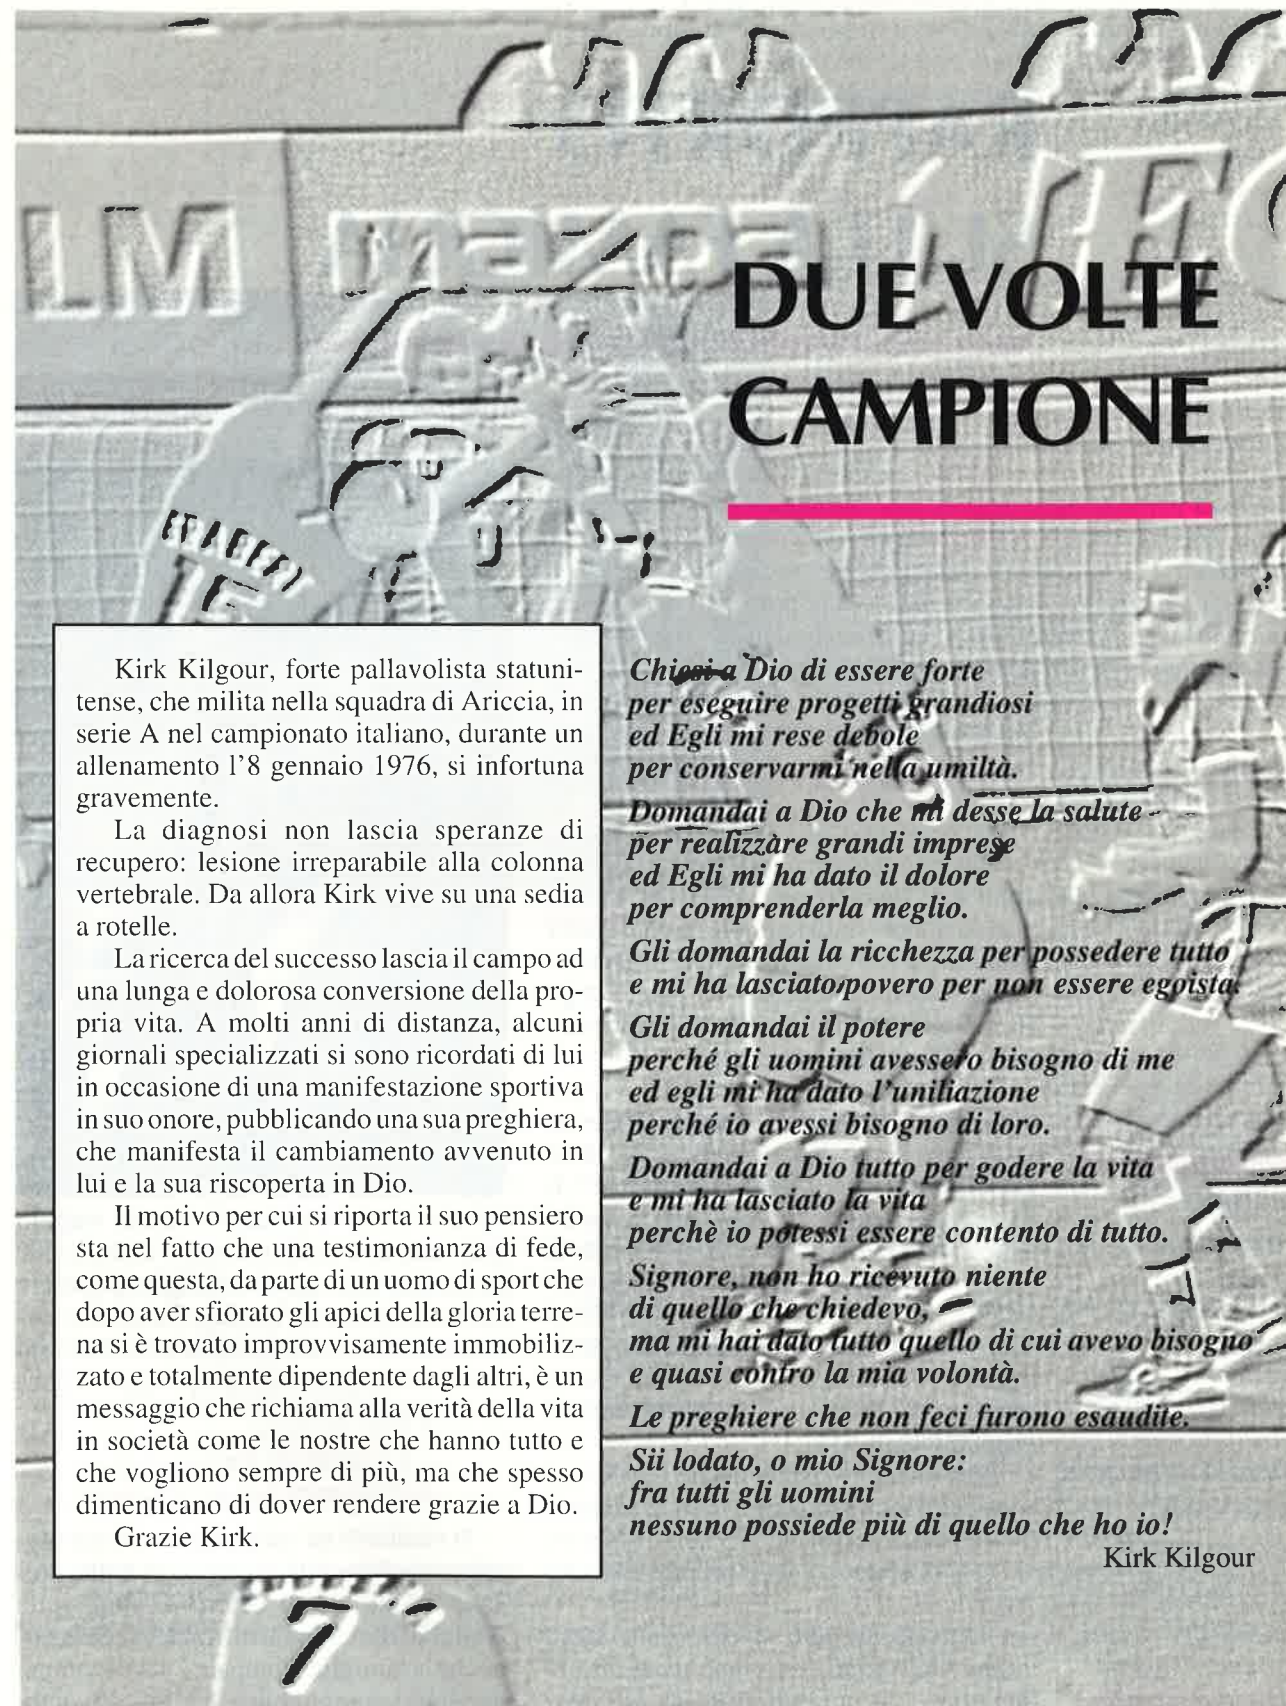 LM
mazda
DUE VOLTE
CAMPIONE
Kirk Kilgour, forte pallavolista statuni-
tense, che milita nella squadra di Ariccia, in
serie A nel campionato italiano, durante un
allenamento l'8 gennaio 1976, si infortuna
gravemente.
La diagnosi non lascia speranze di
recupero: lesione irreparabile alla colonna
vertebrale. Da allora Kirk vive su una sedia
a rotelle.
La ricerca del successo lascia il campo ad
una lunga e dolorosa conversione della pro-
pria vita. A molti anni di distanza, alcuni
giornali specializzati si sono ricordati di lui
in occasione di una manifestazione sportiva
in suo onore, pubblicando una sua preghiera,
che manifesta il cambiamento avvenuto in
lui e la sua riscoperta in Dio.
Il motivo per cui si riporta il suo pensiero
sta nel fatto che una testimonianza di fede,
come questa, da parte di un uomo di sport che
dopo aver sfiorato gli apici della gloria terre-
na si è trovato improvvisamente immobiliz-
zato e totalmente dipendente dagli altri, è un
messaggio che richiama alla verità della vita
in società come le nostre che hanno tutto e
che vogliono sempre di più, ma che spesso
dimenticano di dover rendere grazie a Dio.
Grazie Kirk.
Chiesi a Dio di essere forte
per eseguire progetti grandiosi
ed Egli mi rese debole
per conservarmi nella umiltà.
Domandai a Dio che mi desse la salute
per realizzare grandi imprese
ed Egli mi ha dato il dolore
per comprenderla meglio.
Gli domandai la ricchezza per possedere tutto
e mi ha lasciato povero per non essere egoista.
Gli domandai il potere
perché gli uomini avessero bisogno di me
ed egli mi ha dato l'uniliazione
perché io avessi bisogno di loro.
Domandai a Dio tutto per godere la vita
e mi ha lasciato la vita
perchè io potessi essere contento di tutto.
Signore, non ho ricevuto niente
di quello che chiedevo,
ma mi hai dato tutto quello di cui avevo bisogno
e quasi contro la mia volontà.
Le preghiere che non feci furono esaudite.
Sii lodato, o mio Signore:
fra tutti gli uomini
nessuno possiede più di quello che ho io!
Kirk Kilgour
7